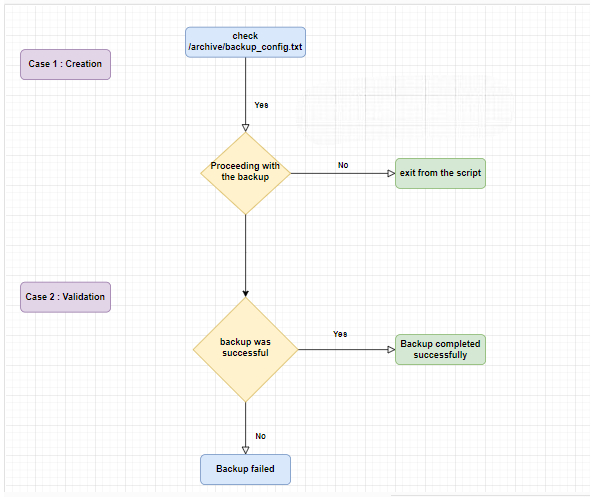 check
/archive/backup_config.txt
Case 1 : Creation
Yes
Proceeding with
the backup
No
exit from the script
Case 2 : Validation
backup was
successful
Yes
Backup completed
successfully
No
Backup failed